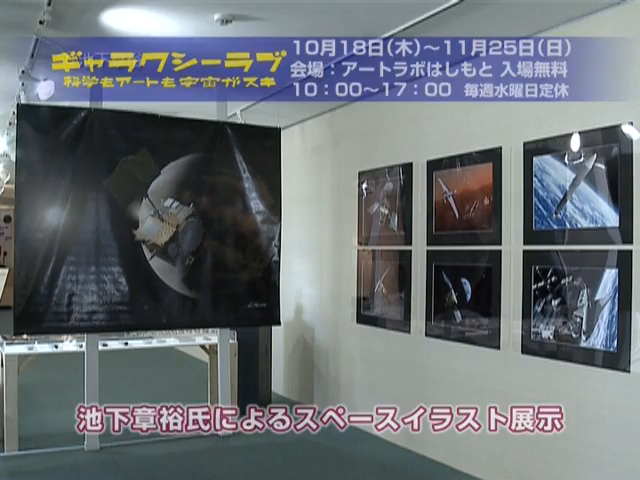 ギャラクシーラブ
科学もアートも宇宙がスキ
10月18日(木)～11月25日(日)
会場：アートラボはしもと 入場無料
10：00～17：00 毎週水曜日定休
池下章裕氏によるスペースイラスト展示